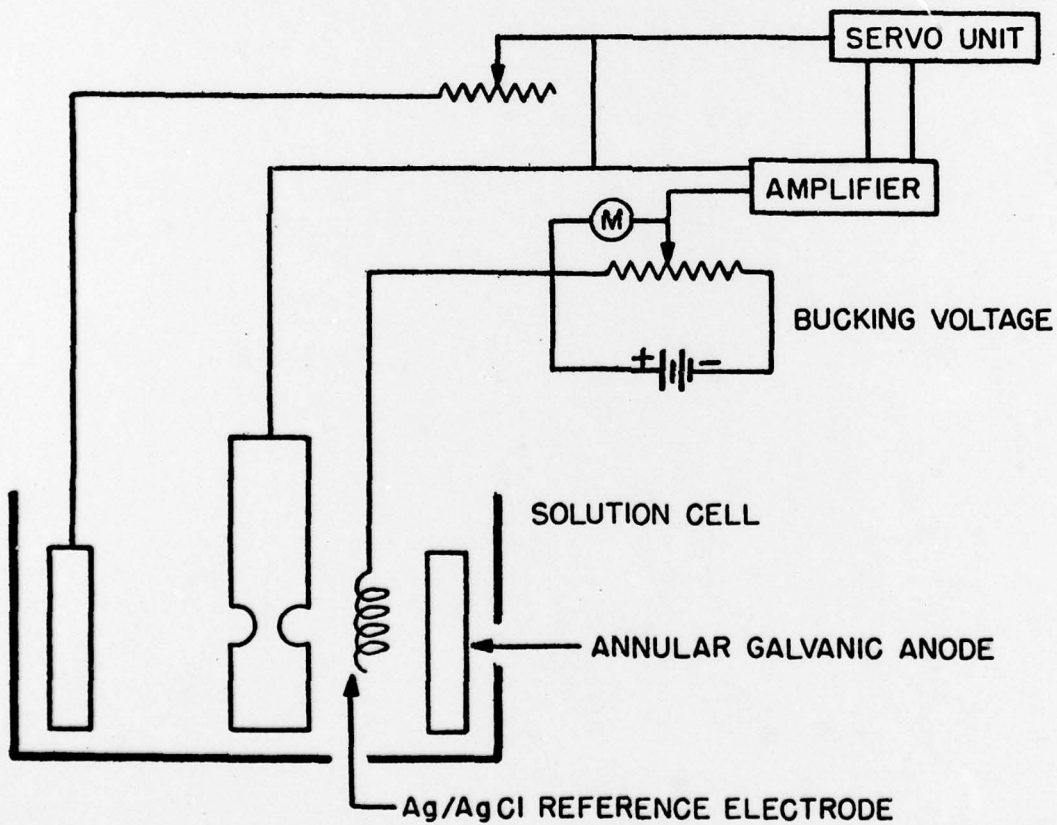 SERVO UNIT
AMPLIFIER
M
BUCKING VOLTAGE
+ -
SOLUTION CELL
ANNULAR GALVANIC ANODE
Ag/AgCl REFERENCE ELECTRODE